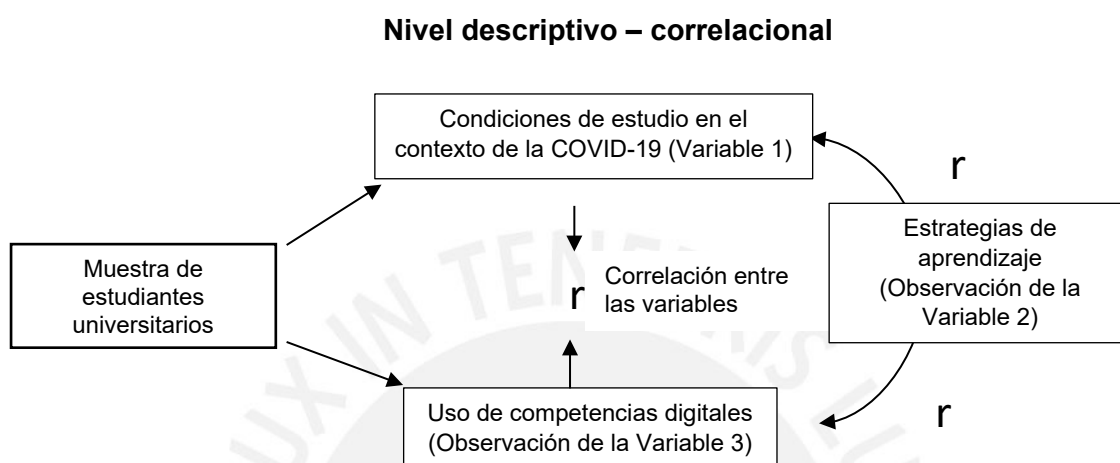 Nivel descriptivo – correlacional
Condiciones de estudio en el
contexto de la COVID-19 (Variable 1)
r
Estrategias de
aprendizaje
(Observación de la
Variable 2)
Muestra de
estudiantes
universitarios
r
Correlación entre
las variables
Uso de competencias digitales
(Observación de la Variable 3)
r